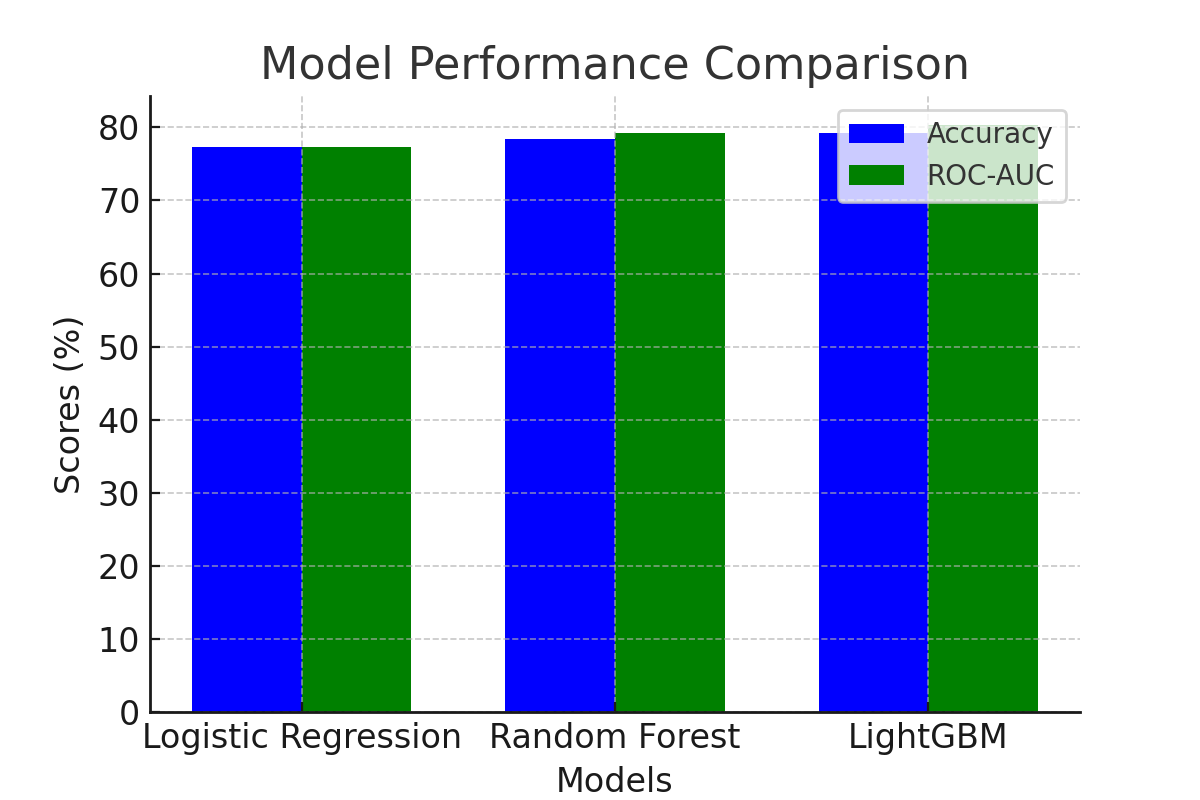 Model Performance Comparison
Accuracy
ROC-AUC
80
70
60
50
40
30
20
10
0
Scores (%)
Logistic Regression Random Forest LightGBM
Models